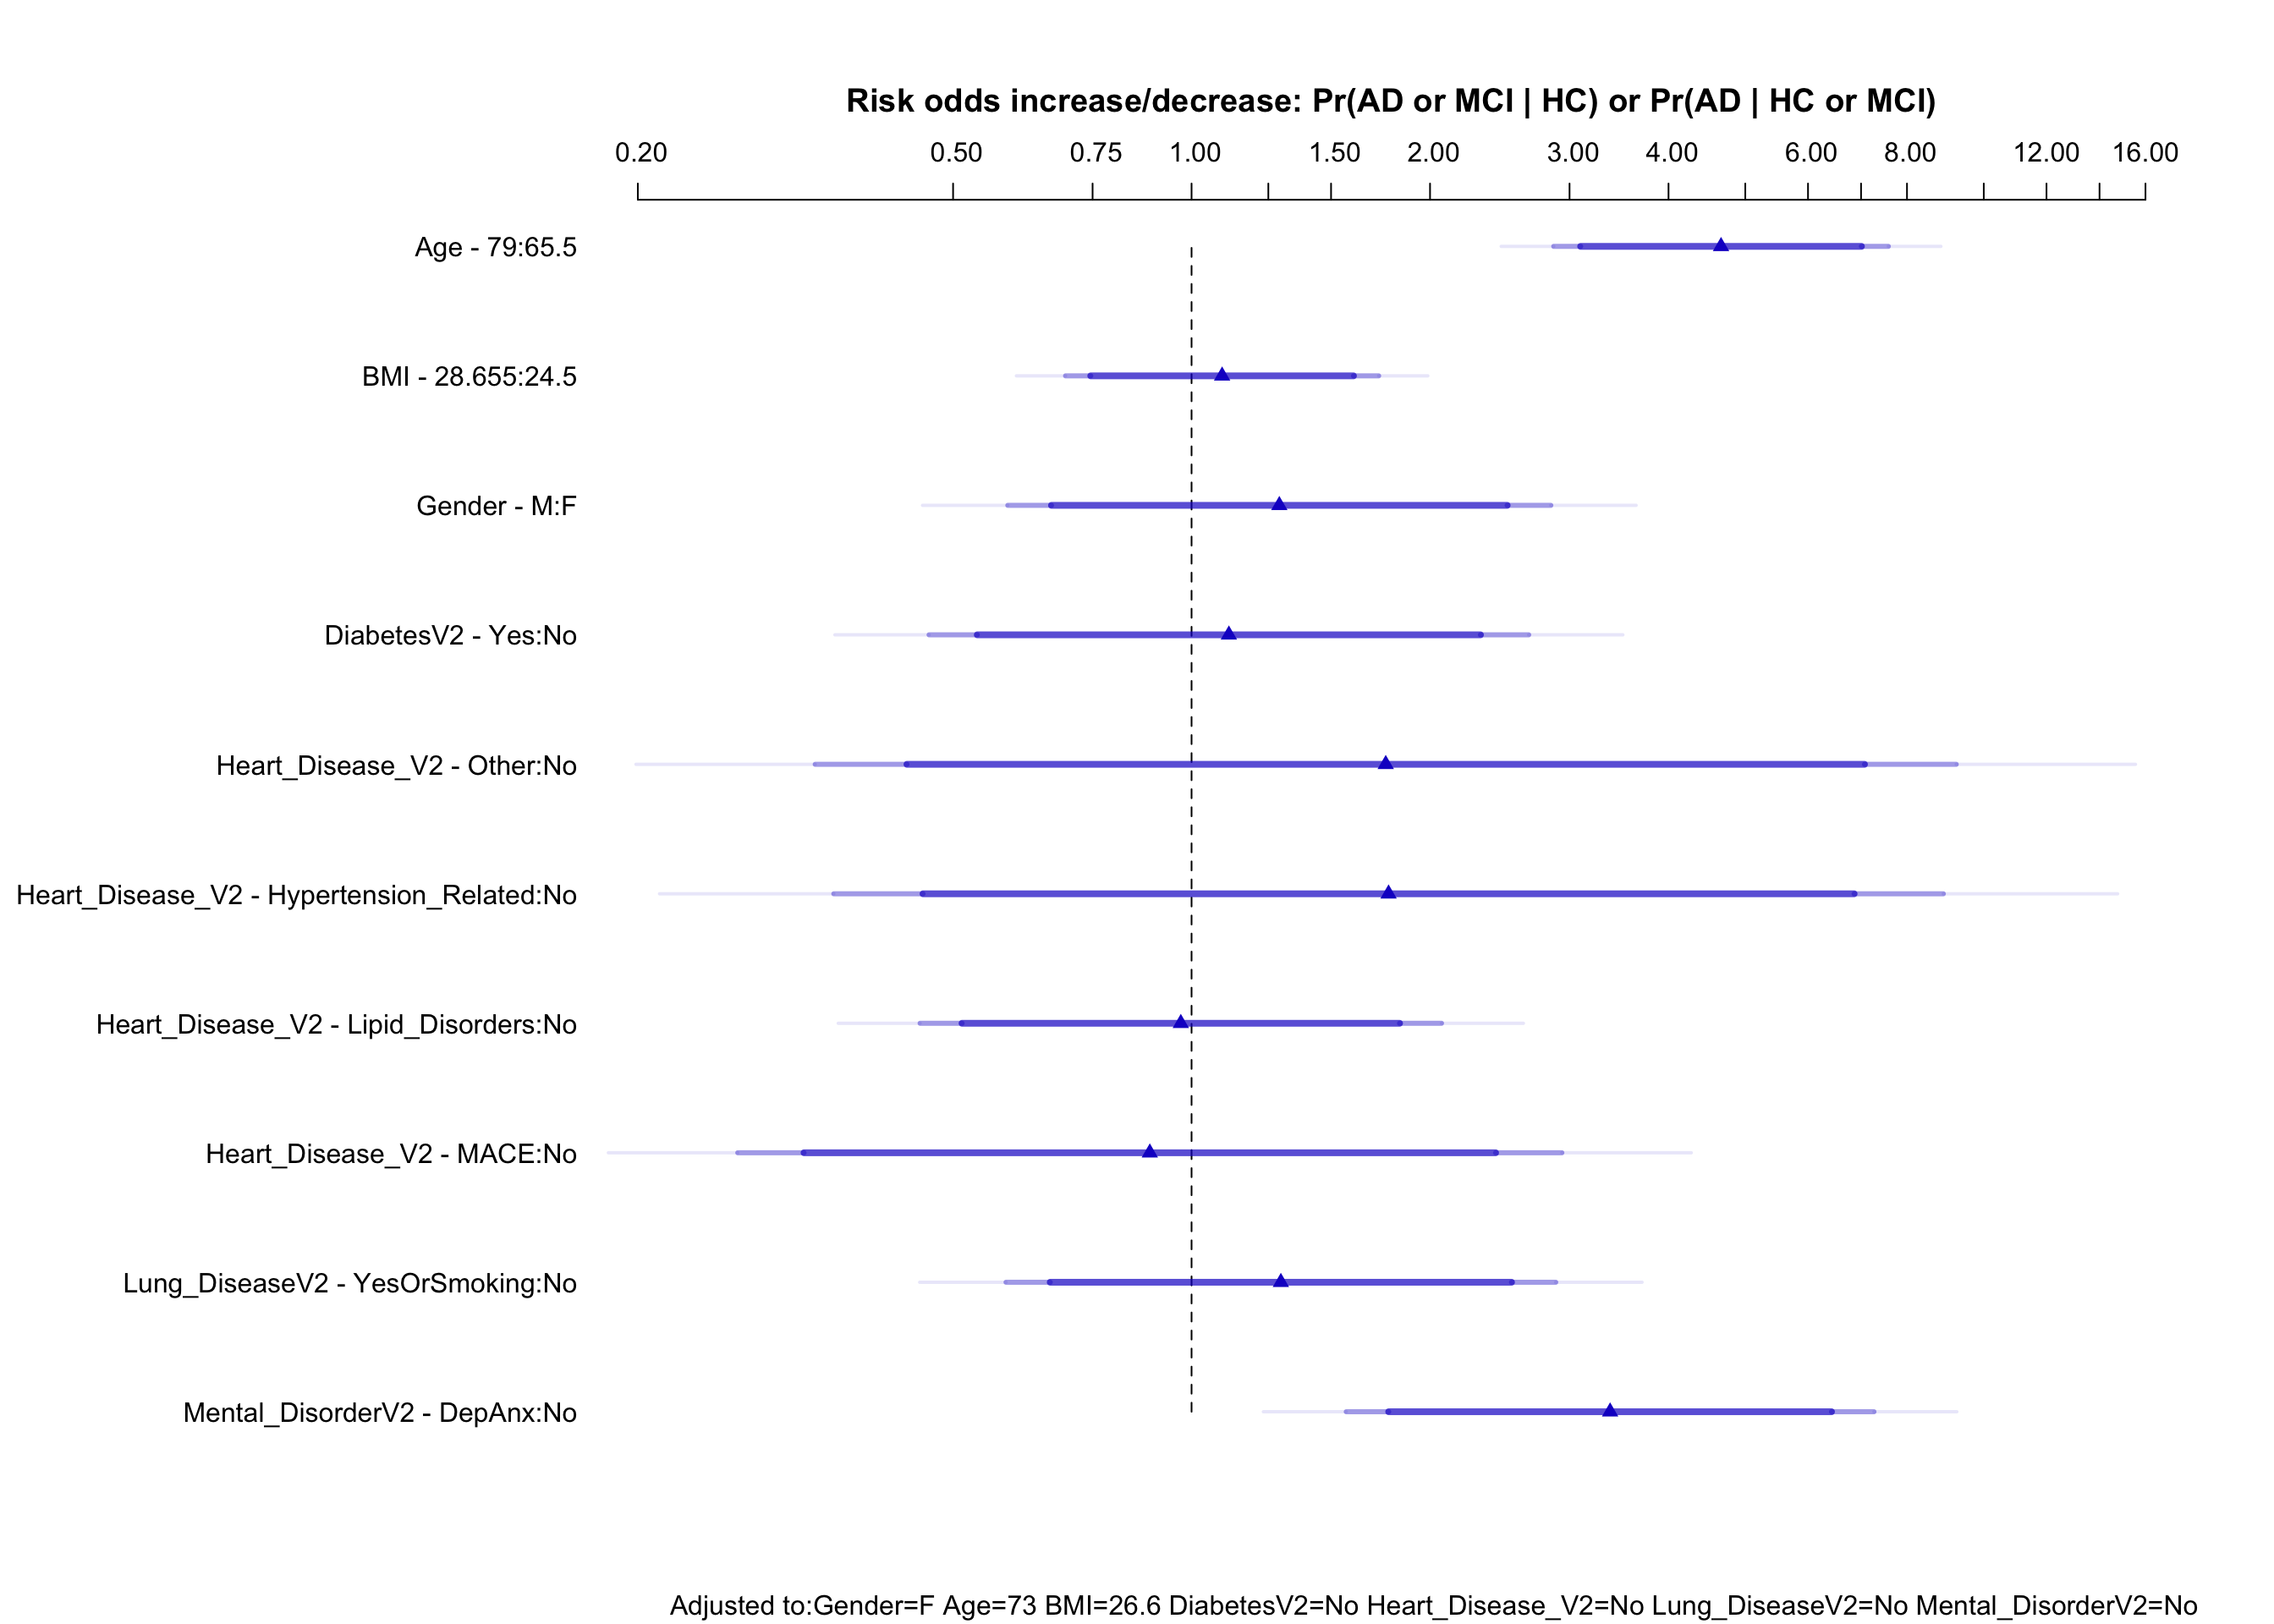 Risk odds increase/decrease: Pr(AD or MCI | HC) or Pr(AD | HC or MCI)
0.20 0.50 0.75 1.00 1.50 2.00 3.00 4.00 6.00 8.00 12.00 16.00
Age - 79:65.5
BMI - 28.655:24.5
Gender - M:F
DiabetesV2 - Yes:No
Heart_Disease_V2 - Other:No
Heart_Disease_V2 - Hypertension_Related:No
Heart_Disease_V2 - Lipid_Disorders:No
Heart_Disease_V2 - MACE:No
Lung_DiseaseV2 - YesOrSmoking:No
Mental_DisorderV2 - DepAnx:No
Adjusted to:Gender=F Age=73 BMI=26.6 DiabetesV2=No Heart_Disease_V2=No Lung_DiseaseV2=No Mental_DisorderV2=No